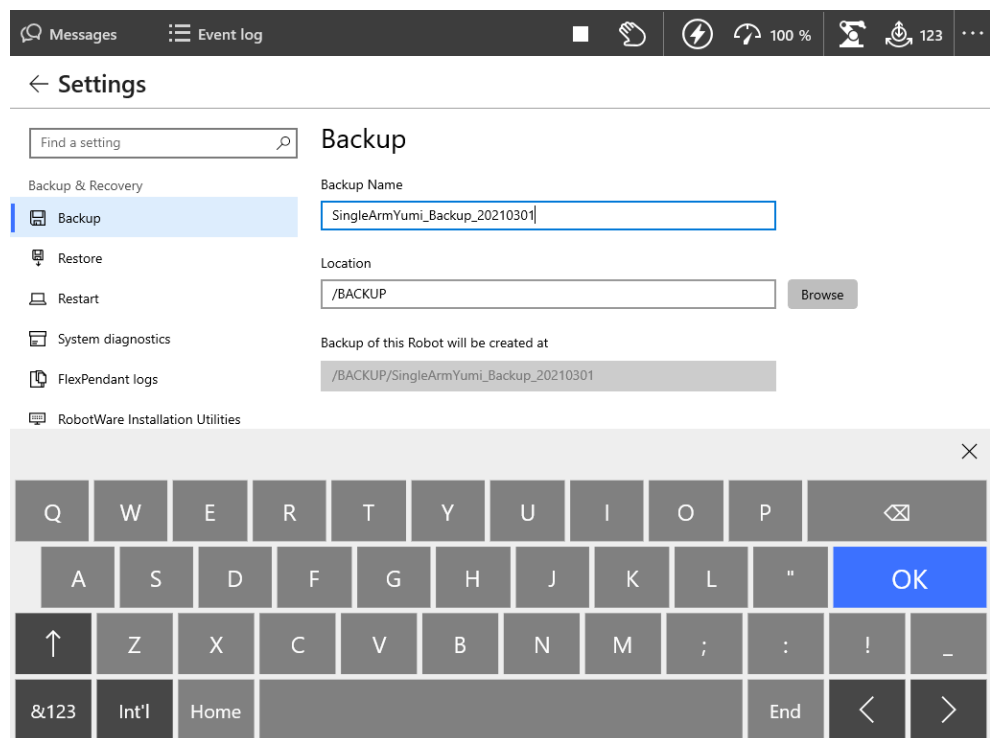 Messages Event log 100 % 123 ...
Settings
Find a setting
Backup & Recovery
Backup
Restore
Restart
System diagnostics
FlexPendant logs
RobotWare Installation Utilities
Backup
Backup Name
SingleArmYumi_Backup_20210301
Location
/BACKUP
Browse
Backup of this Robot will be created at
/BACKUP/SingleArmYumi_Backup_20210301
Q W E R T Y U I O P
A S D F G H J K L " OK
Z X C V B N M ; : ! _
&123 Int'l Home End